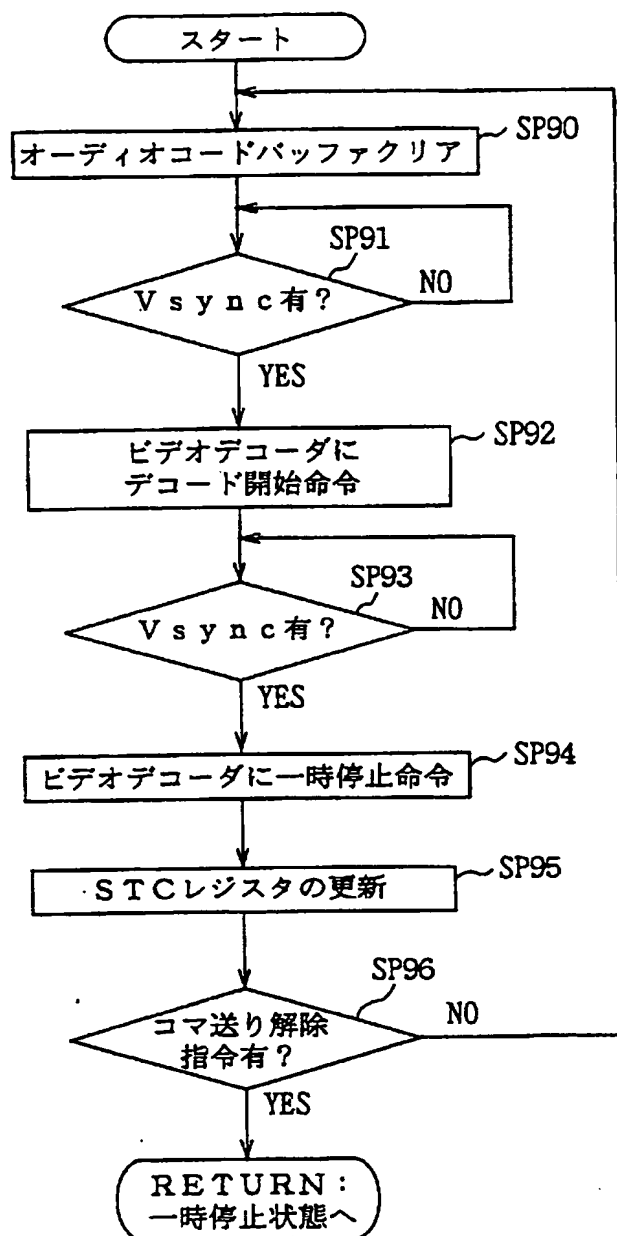 スタート
オーディオコードバッファクリア
SP90
Vsync有?
SP91
NO
YES
ビデオデコーダに
デコード開始命令
SP92
Vsync有?
SP93
NO
YES
ビデオデコーダに一時停止命令
SP94
STCレジスタの更新
SP95
コマ送り解除
指令有?
SP96
NO
YES
RETURN:
一時停止状態へ